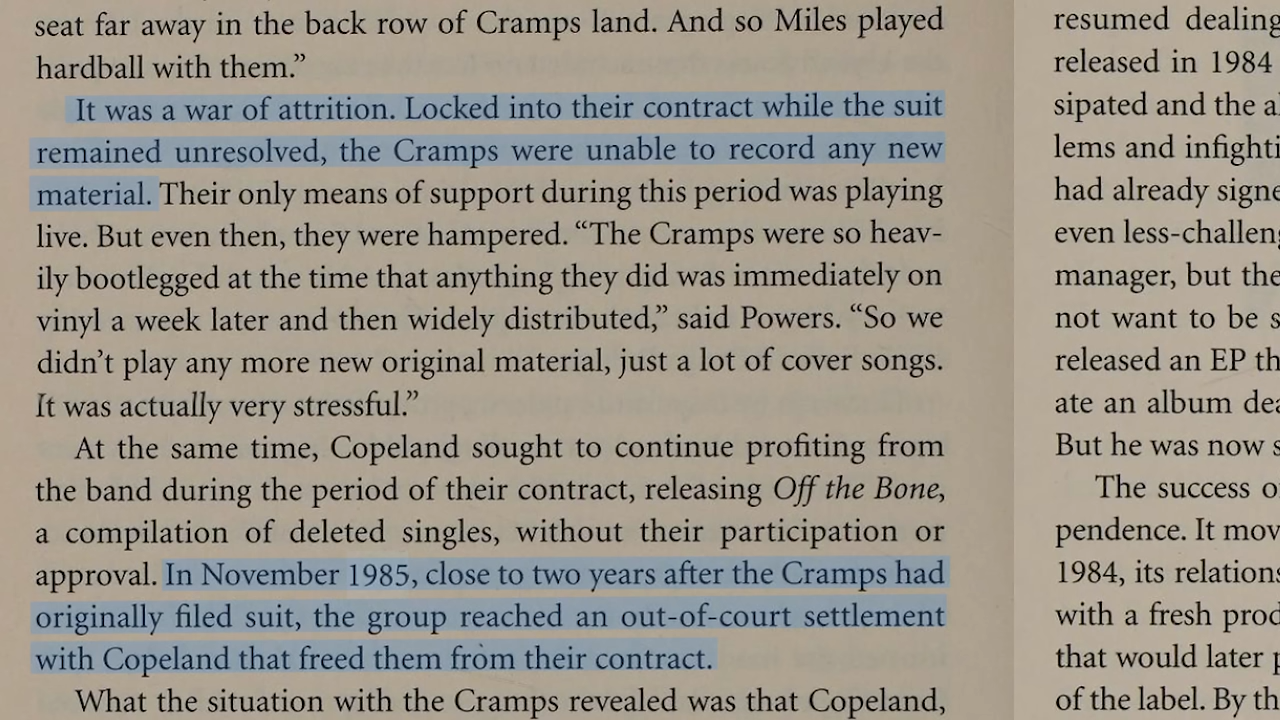 seat far away in the back row of Cramps land. And so Miles played
hardball with them.”
It was a war of attrition. Locked into their contract while the suit
remained unresolved, the Cramps were unable to record any new
material. Their only means of support during this period was playing
live. But even then, they were hampered. “The Cramps were so heav-
ily bootlegged at the time that anything they did was immediately on
vinyl a week later and then widely distributed,” said Powers. “So we
didn’t play any more new original material, just a lot of cover songs.
It was actually very stressful.”
At the same time, Copeland sought to continue profiting from
the band during the period of their contract, releasing Off the Bone,
a compilation of deleted singles, without their participation or
approval. In November 1985, close to two years after the Cramps had
originally filed suit, the group reached an out-of-court settlement
with Copeland that freed them from their contract.
What the situation with the Cramps revealed was that Copeland,
resumed dealing
released in 1984
sipated and the
lems and
had already
even
manager, but the
not want to be
released an EP
ate an album
But he was now
The success
pendence. It
1984, its
with a fresh
that would later
of the label. By